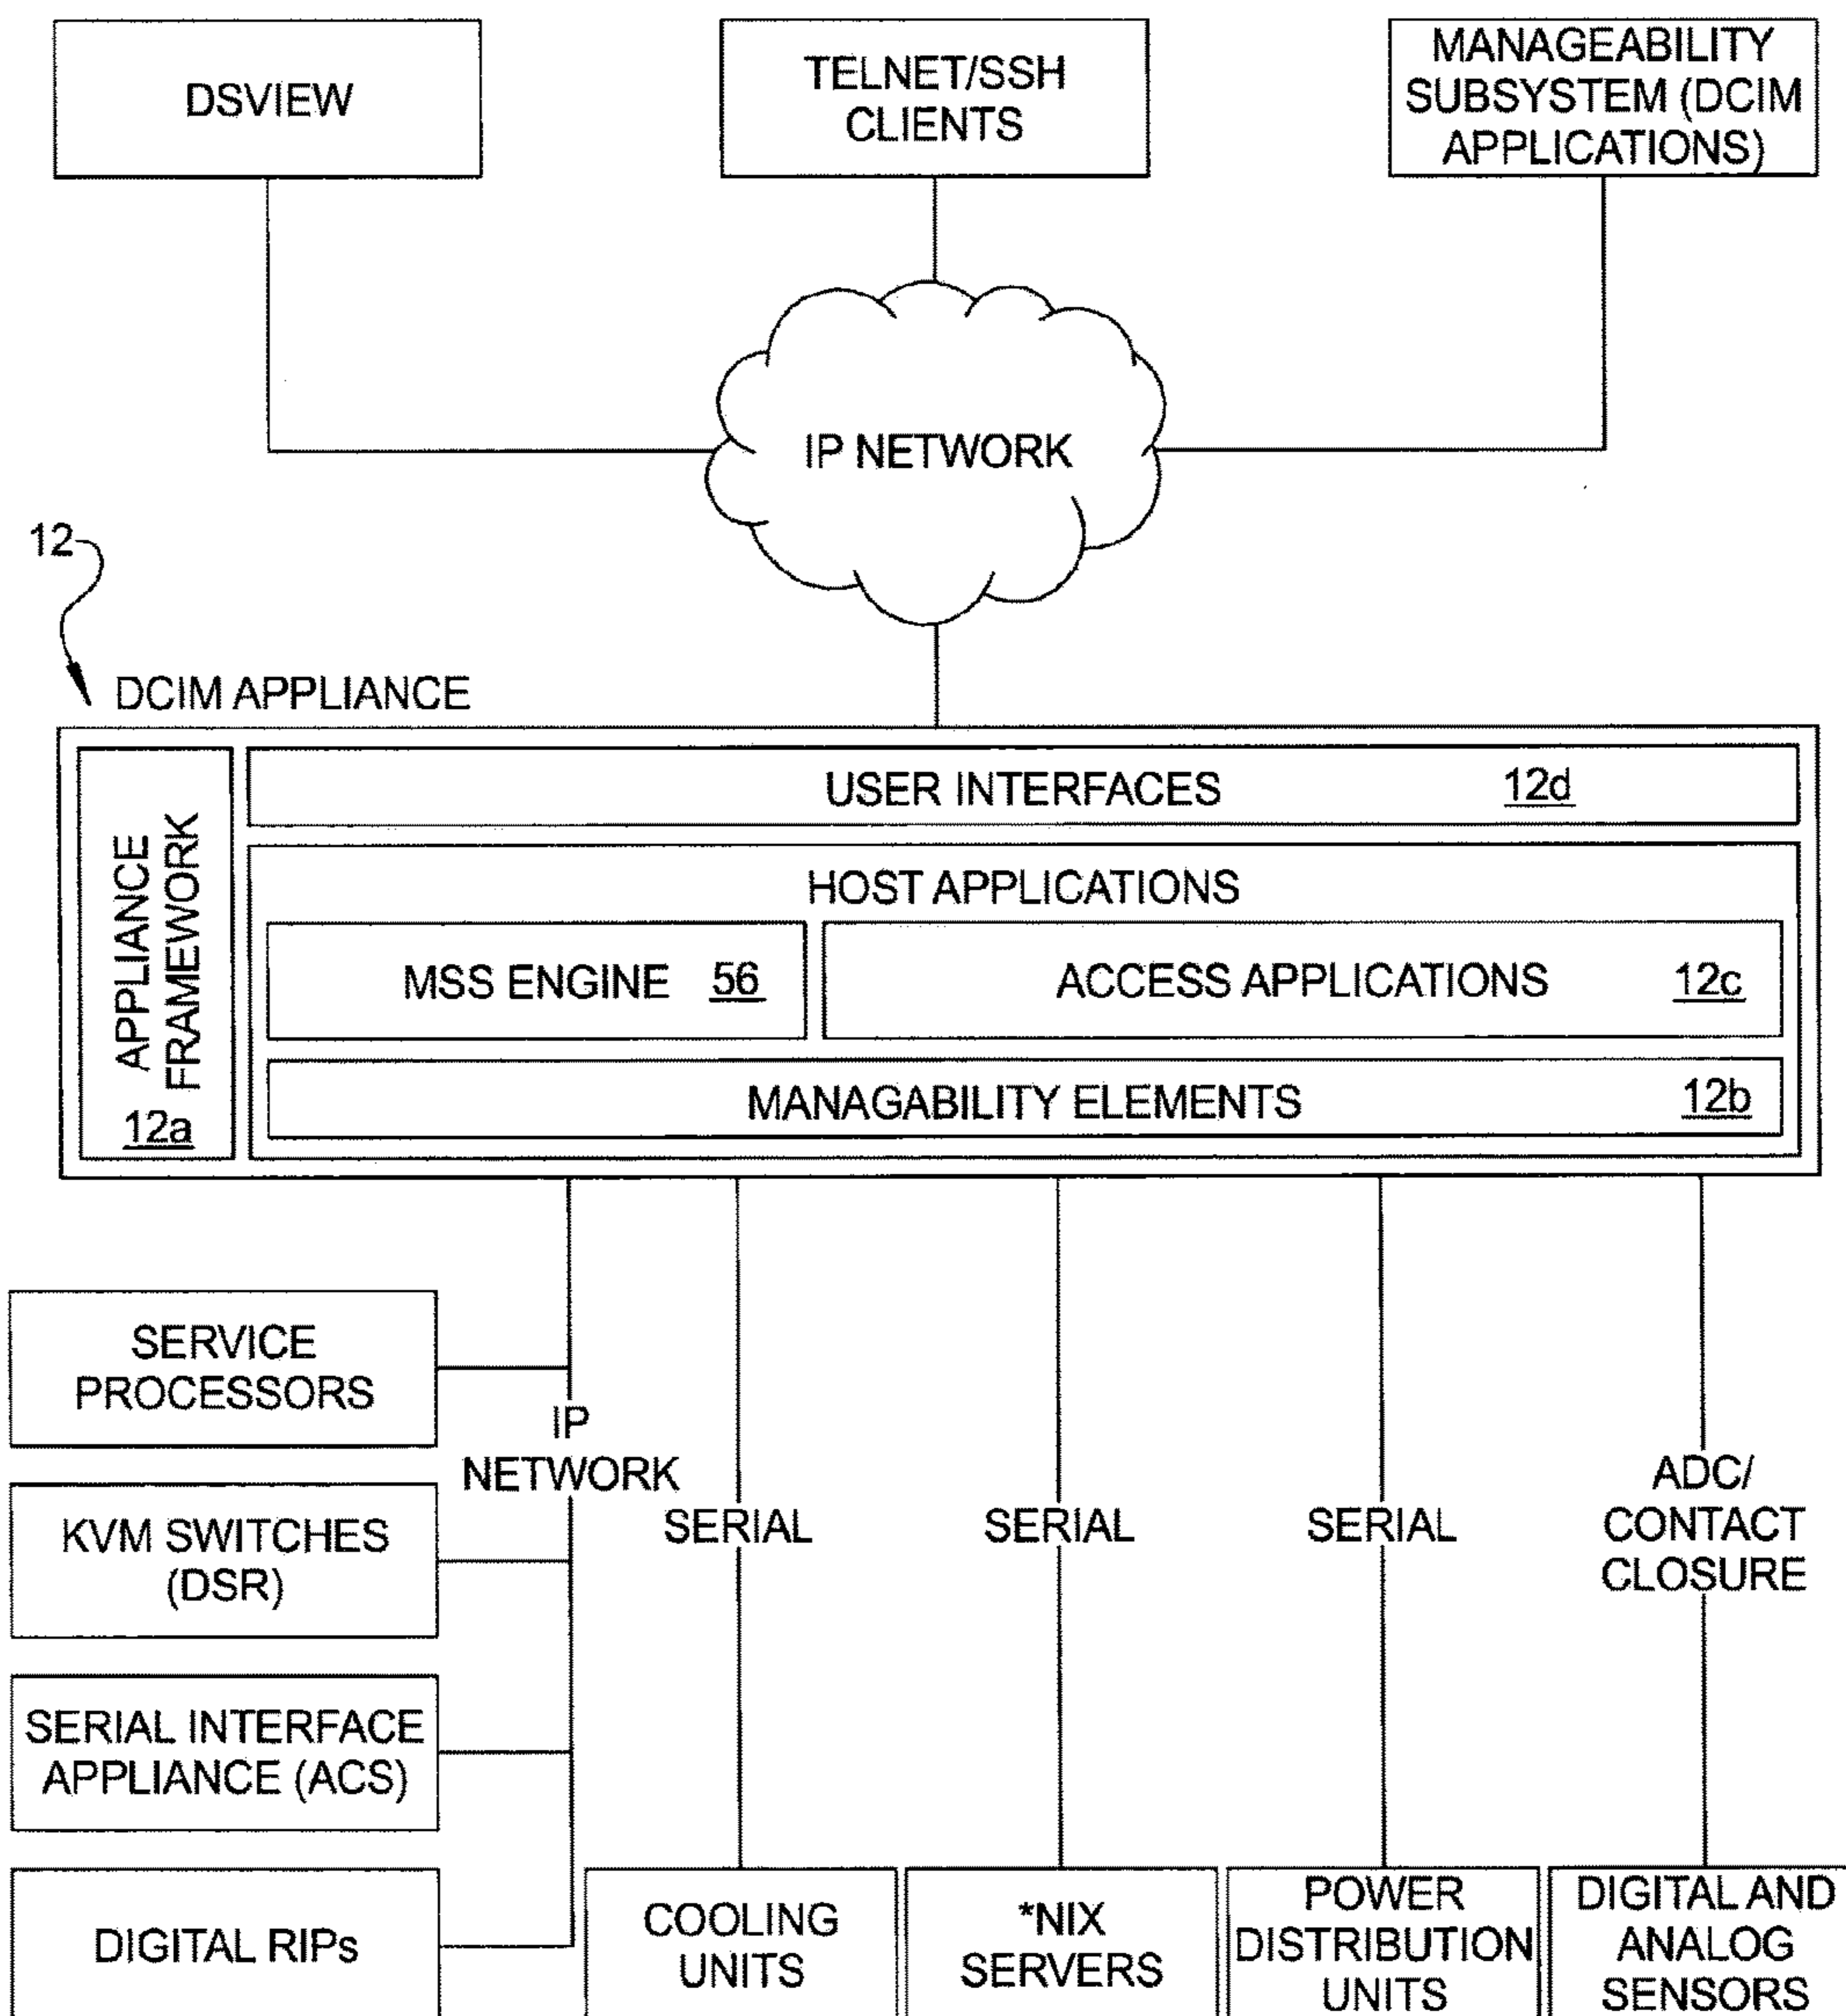 DSVIEW
TELNET/SSH
CLIENTS
MANAGEABILITY
SUBSYSTEM (DCIM
APPLICATIONS)
IP NETWORK
12
DCIM APPLIANCE
APPLIANCE
FRAMEWORK
12a
USER INTERFACES 12d
HOST APPLICATIONS
MSS ENGINE 56
ACCESS APPLICATIONS 12c
MANAGABILITY ELEMENTS 12b
SERVICE
PROCESSORS
KVM SWITCHES
(DSR)
SERIAL INTERFACE
APPLIANCE (ACS)
DIGITAL RIPs
IP
NETWORK
SERIAL
SERIAL
SERIAL
ADC/
CONTACT
CLOSURE
COOLING
UNITS
*NIX
SERVERS
POWER
DISTRIBUTION
UNITS
DIGITAL AND
ANALOG
SENSORS